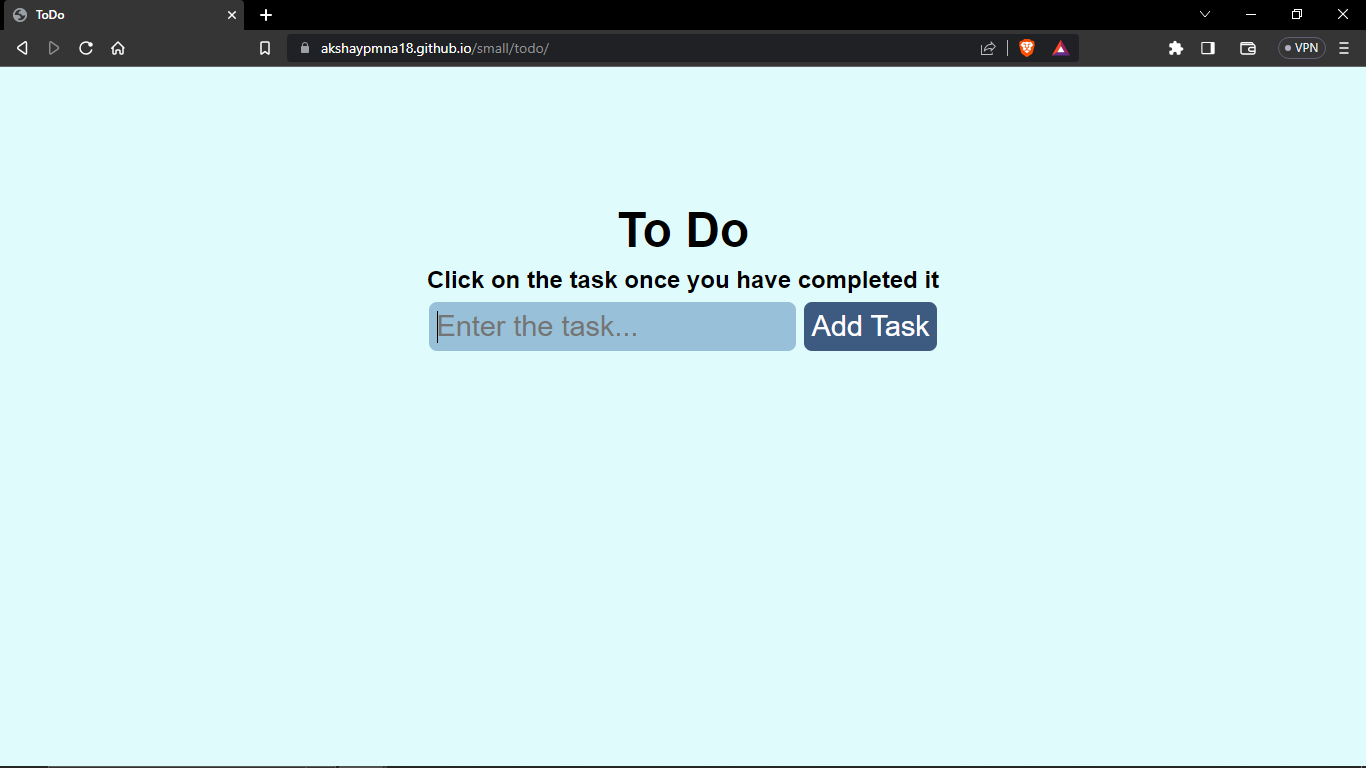 ToDo
akshaypmna18.github.io/small/todo/
VPN
To Do
Click on the task once you have completed it
Enter the task...
Add Task